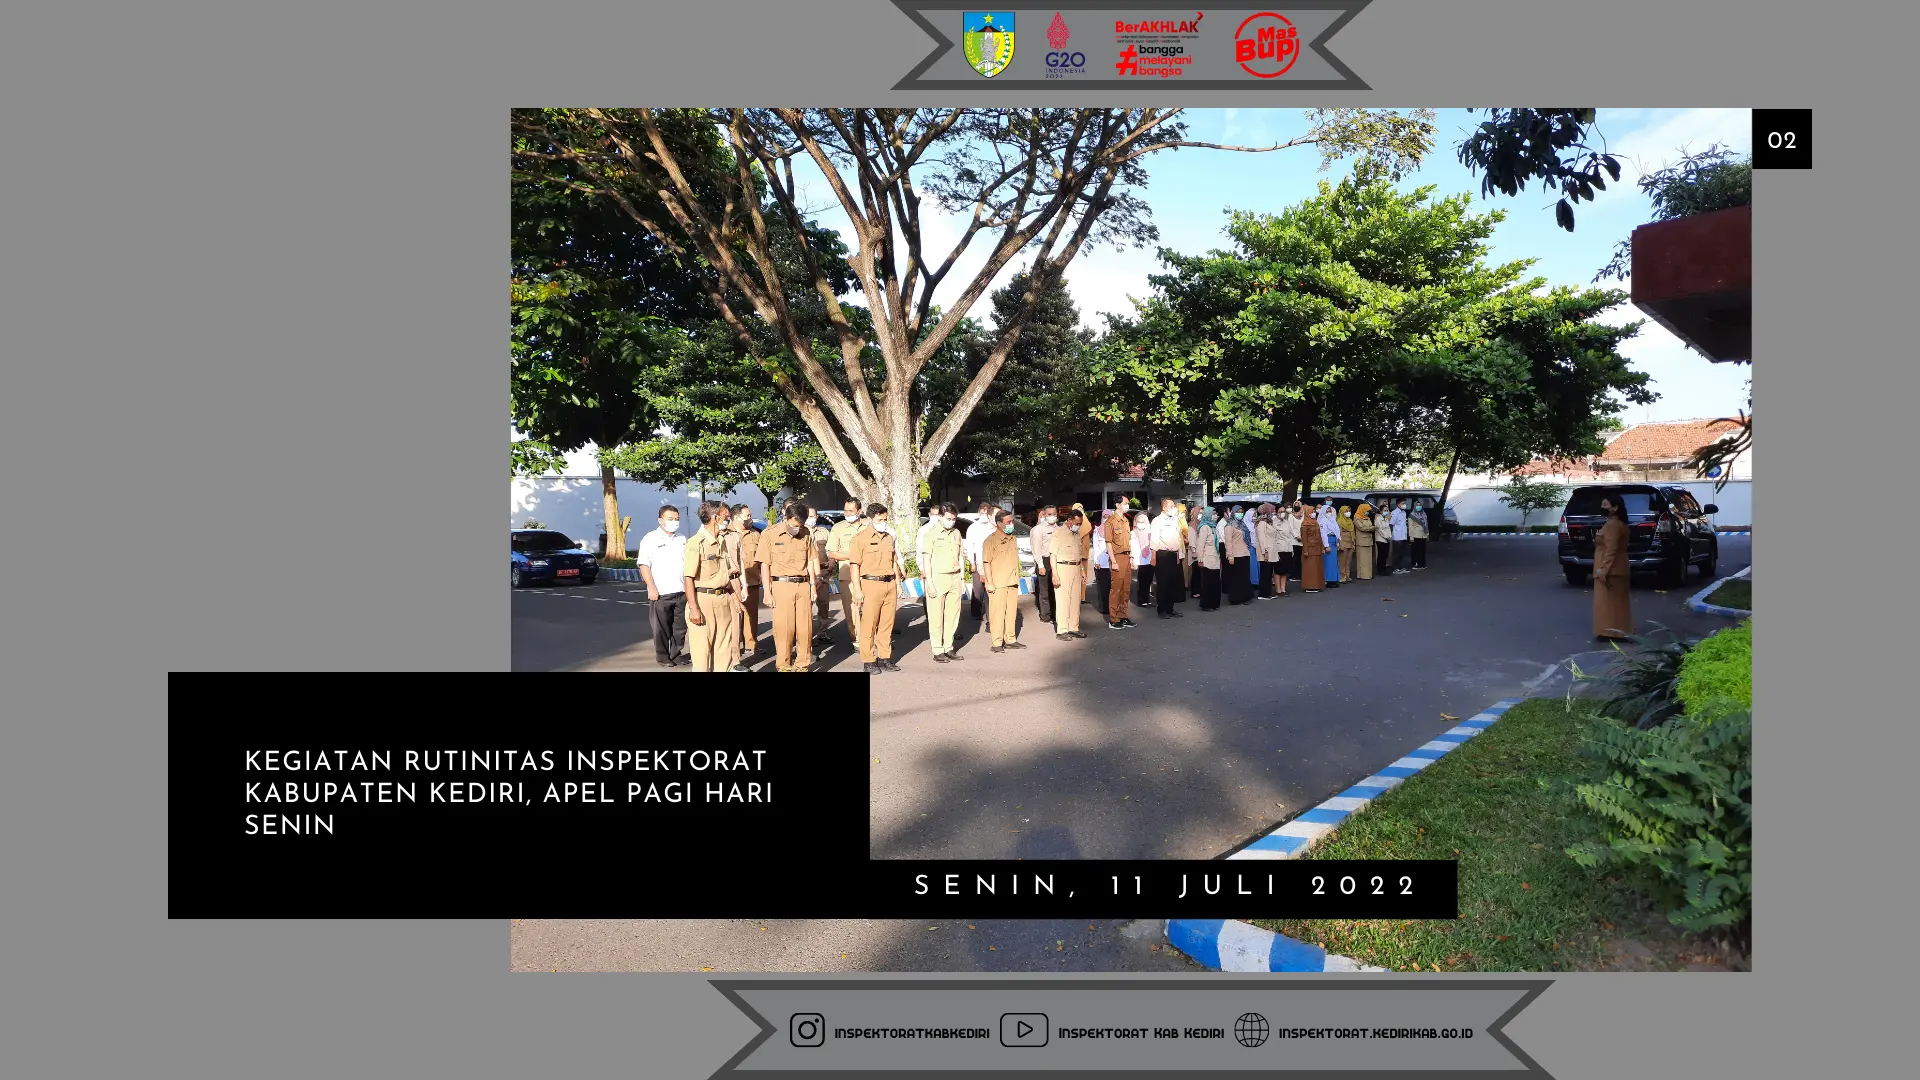 G20
INDONESIA
2022
BerAKHLAK
#bangga
melayani
bangsa
Mas
Bup
02
KEGIATAN RUTINITAS INSPEKTORAT
KABUPATEN KEDIRI, APEL PAGI HARI
SENIN
SENIN, 11 JULI 2022
INSPEKTORATKABKEDIRI
INSPEKTORAT KAB KEDIRI
INSPEKTORAT.KEDIRIKAB.GO.ID